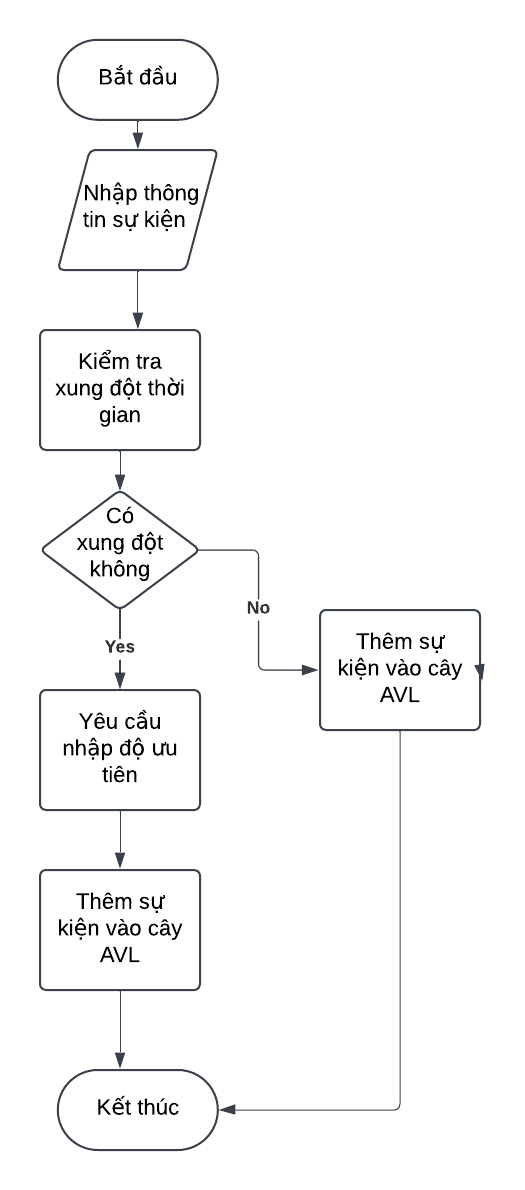 Bắt đầu
Nhập thông
tin sự kiện
Kiểm tra
xung đột thời
gian
Có
xung đột
không
No
Yes
Thêm sự
kiện vào cây
AVL
Yêu cầu
nhập độ ưu
tiên
Thêm sự
kiện vào cây
AVL
Kết thúc